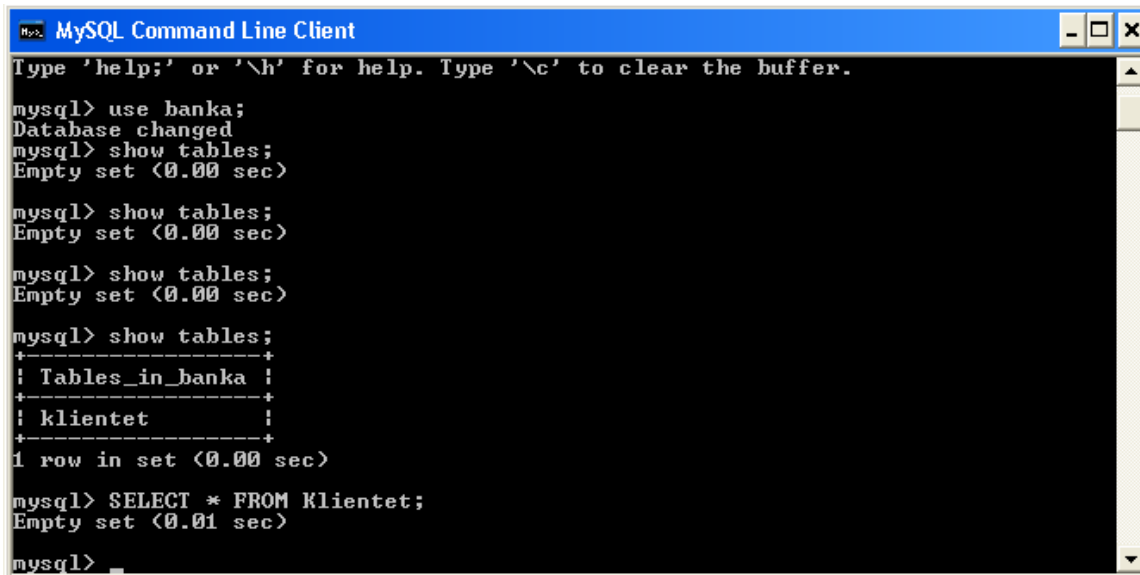 MySQL Command Line Client
Type 'help;' or '\h' for help. Type '\c' to clear the buffer.
mysql> use banka;
Database changed
mysql> show tables;
Empty set (0.00 sec)
mysql> show tables;
Empty set (0.00 sec)
mysql> show tables;
Empty set (0.00 sec)
mysql> show tables;
+-----------------+
| Tables_in_banka |
+-----------------+
| klientet        |
+-----------------+
1 row in set (0.00 sec)
mysql> SELECT * FROM Klientet;
Empty set (0.01 sec)
mysql> _